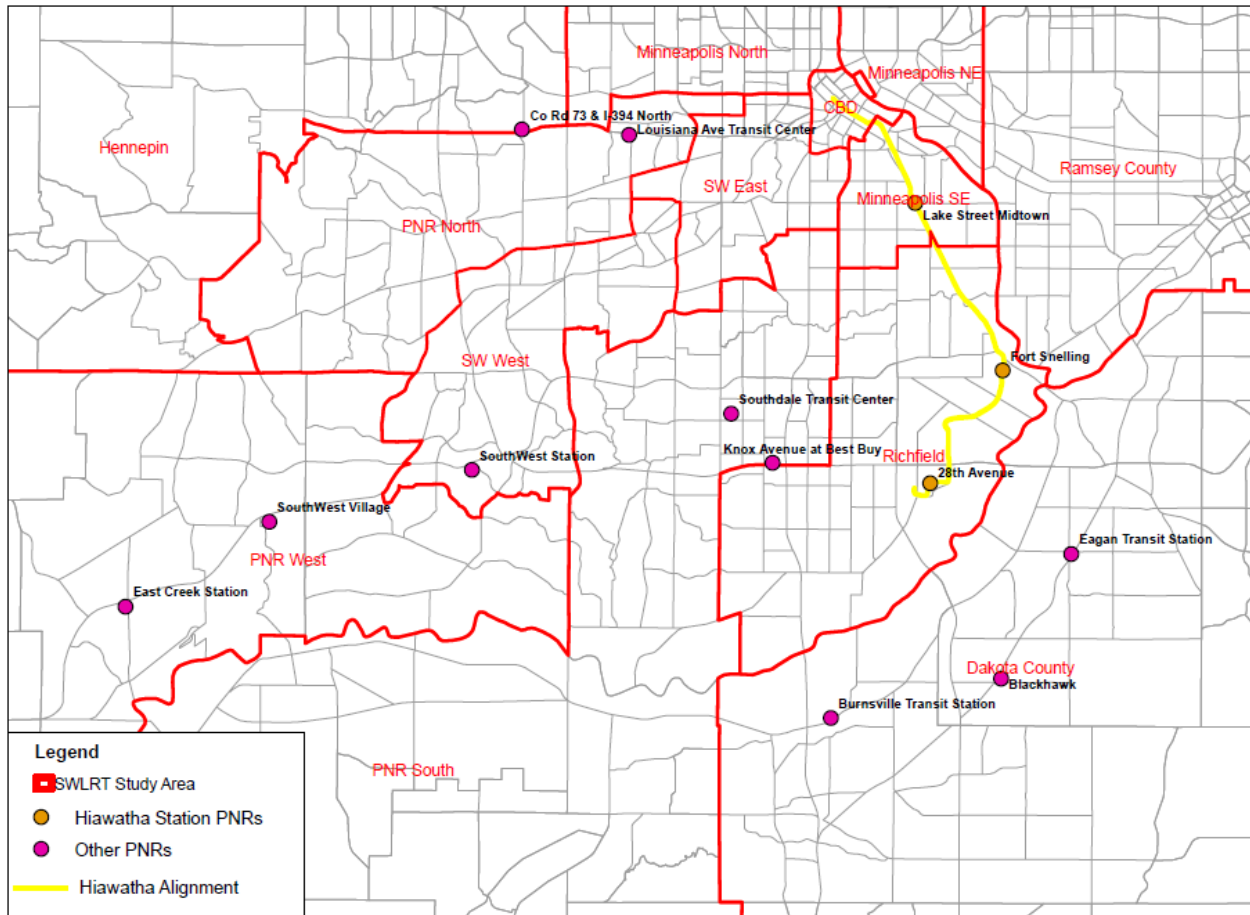 Minneapolis North
Minneapolis NE
CBD
Co Rd 73 & I-394 North
Louisiana Ave Transit Center
Hennepin
Ramsey County
SW East
Minneapolis SE
Lake Street Midtown
PNR North
Fort Snelling
SW West
Southdale Transit Center
Knox Avenue at Best Buy
Richfield
SouthWest Station
28th Avenue
SouthWest Village
Eagan Transit Station
PNR West
East Creek Station
Dakota County
Blackhawk
Burnsville Transit Station
PNR South
Legend
SWLRT Study Area
Hiawatha Station PNRs
Other PNRs
Hiawatha Alignment